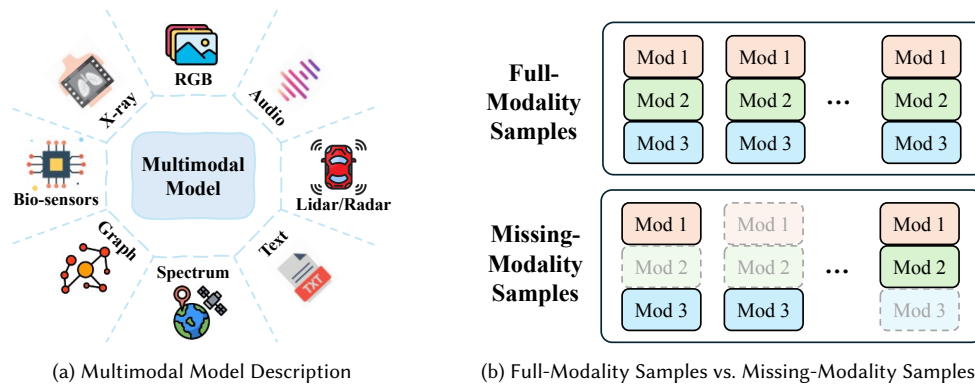 RGB
Audio
X-ray
Multimodal
Model
Bio-sensors
Lidar/Radar
Graph
Text
Spectrum
TXT
(a) Multimodal Model Description
Full-
Modality
Samples
Mod 1 Mod 1 Mod 1
Mod 2 Mod 2 ... Mod 2
Mod 3 Mod 3 Mod 3
Missing-
Modality
Samples
Mod 1 Mod 1 Mod 1
Mod 2 Mod 2 ... Mod 2
Mod 3 Mod 3 Mod 3
(b) Full-Modality Samples vs. Missing-Modality Samples